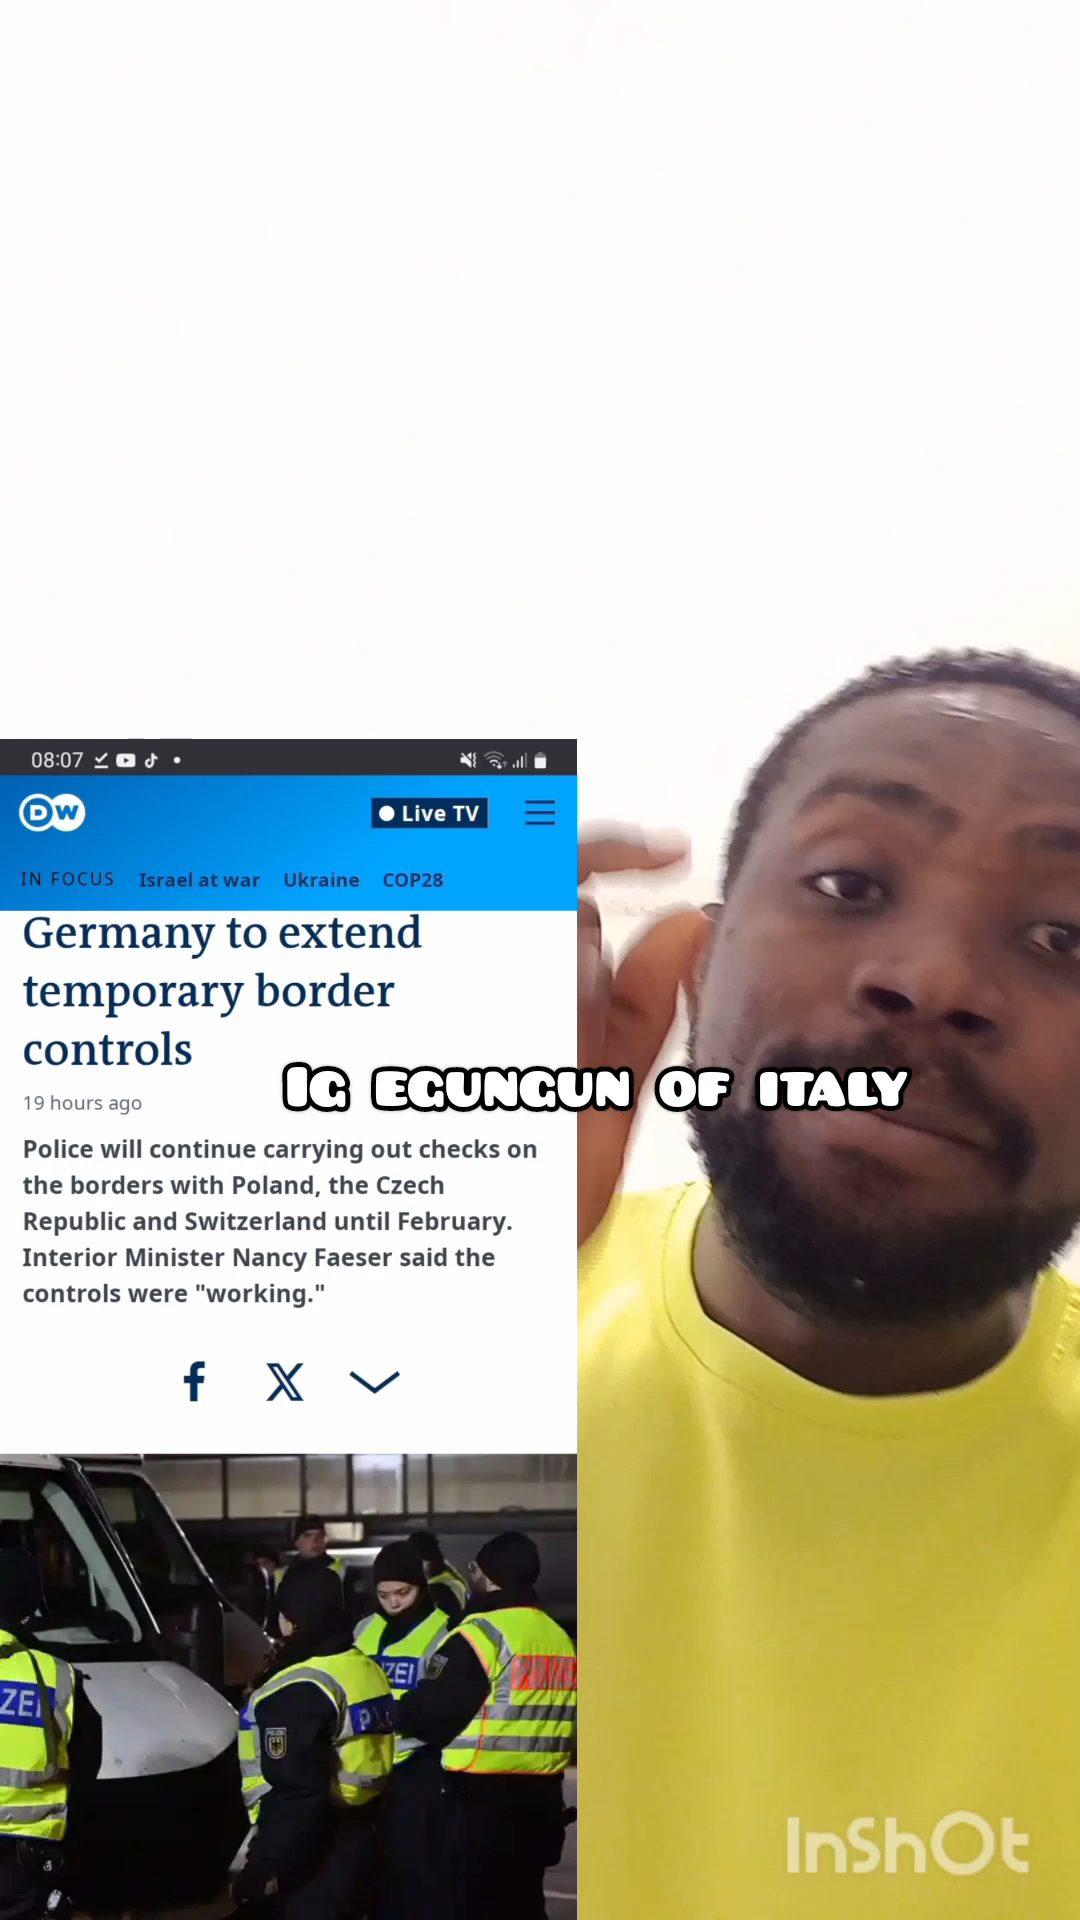 08:07
DW
Live TV
IN FOCUS Israel at war Ukraine COP28
Germany to extend
temporary border
controls
19 hours ago
IG EGUNGUN OF ITALY
Police will continue carrying out checks on
the borders with Poland, the Czech
Republic and Switzerland until February.
Interior Minister Nancy Faeser said the
controls were "working."
ZEI
POLIZEI
InShOt